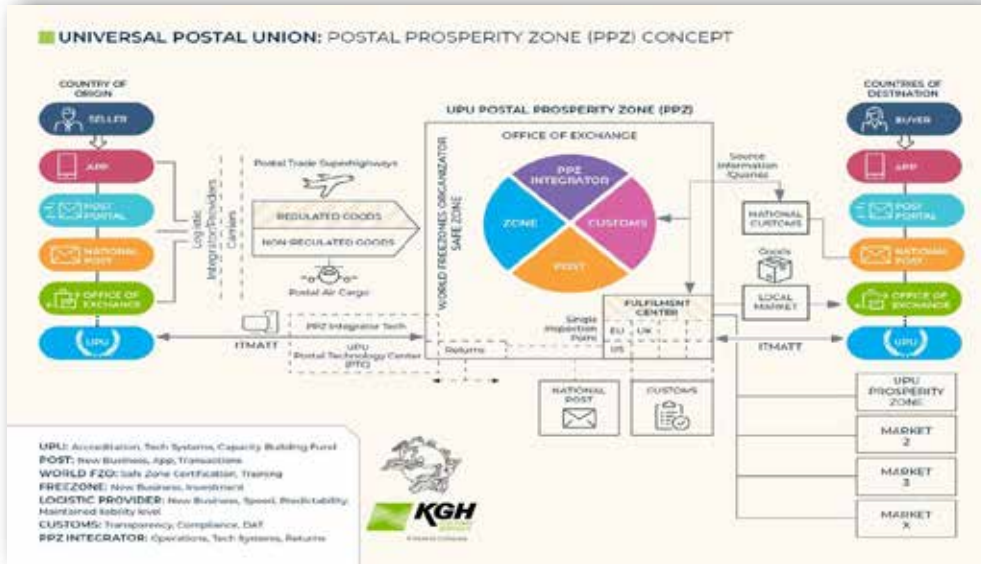 UNIVERSAL POSTAL UNION: POSTAL PROSPERITY ZONE (PPZ) CONCEPT
COUNTRY OF
ORIGIN
SELLER
APP
POST
PORTAL
NATIONAL
POST
OFFICE OF
EXCHANGE
UPU
Logistic
Integrator/Providers
Carriers
Postal Trade Superhighways
REGULATED GOODS
NON-REGULATED GOODS
Postal Air Cargo
ITMATT
PPZ Integrator Tech
UPU
Postal Technology Center
(PTC)
UPU POSTAL PROSPERITY ZONE (PPZ)
WORLD FREEZONES ORGANIZATOR
SAFE ZONE
OFFICE OF EXCHANGE
PPZ
INTEGRATOR
ZONE
CUSTOMS
POST
FULFILMENT
CENTER
Single
Inspection
Point
EU
UK
US
Returns
NATIONAL
POST
CUSTOMS
Source
Information
/Queries
NATIONAL
CUSTOMS
Goods
LOCAL
MARKET
ITMATT
COUNTRIES OF
DESTINATION
BUYER
APP
POST
PORTAL
NATIONAL
POST
OFFICE OF
EXCHANGE
UPU
UPU
PROSPERITY
ZONE
MARKET
2
MARKET
3
MARKET
X
UPU: Accreditation, Tech Systems, Capacity Building Fund
POST: New Business, App, Transactions
WORLD FZO: Safe Zone Certification, Training
FREEZONE: New Business, Investment
LOGISTIC PROVIDER: New Business, Speed, Predictability,
Maintained liability level
CUSTOMS: Transparency, Compliance, DAT
PPZ INTEGRATOR: Operations, Tech Systems, Returns
KGH